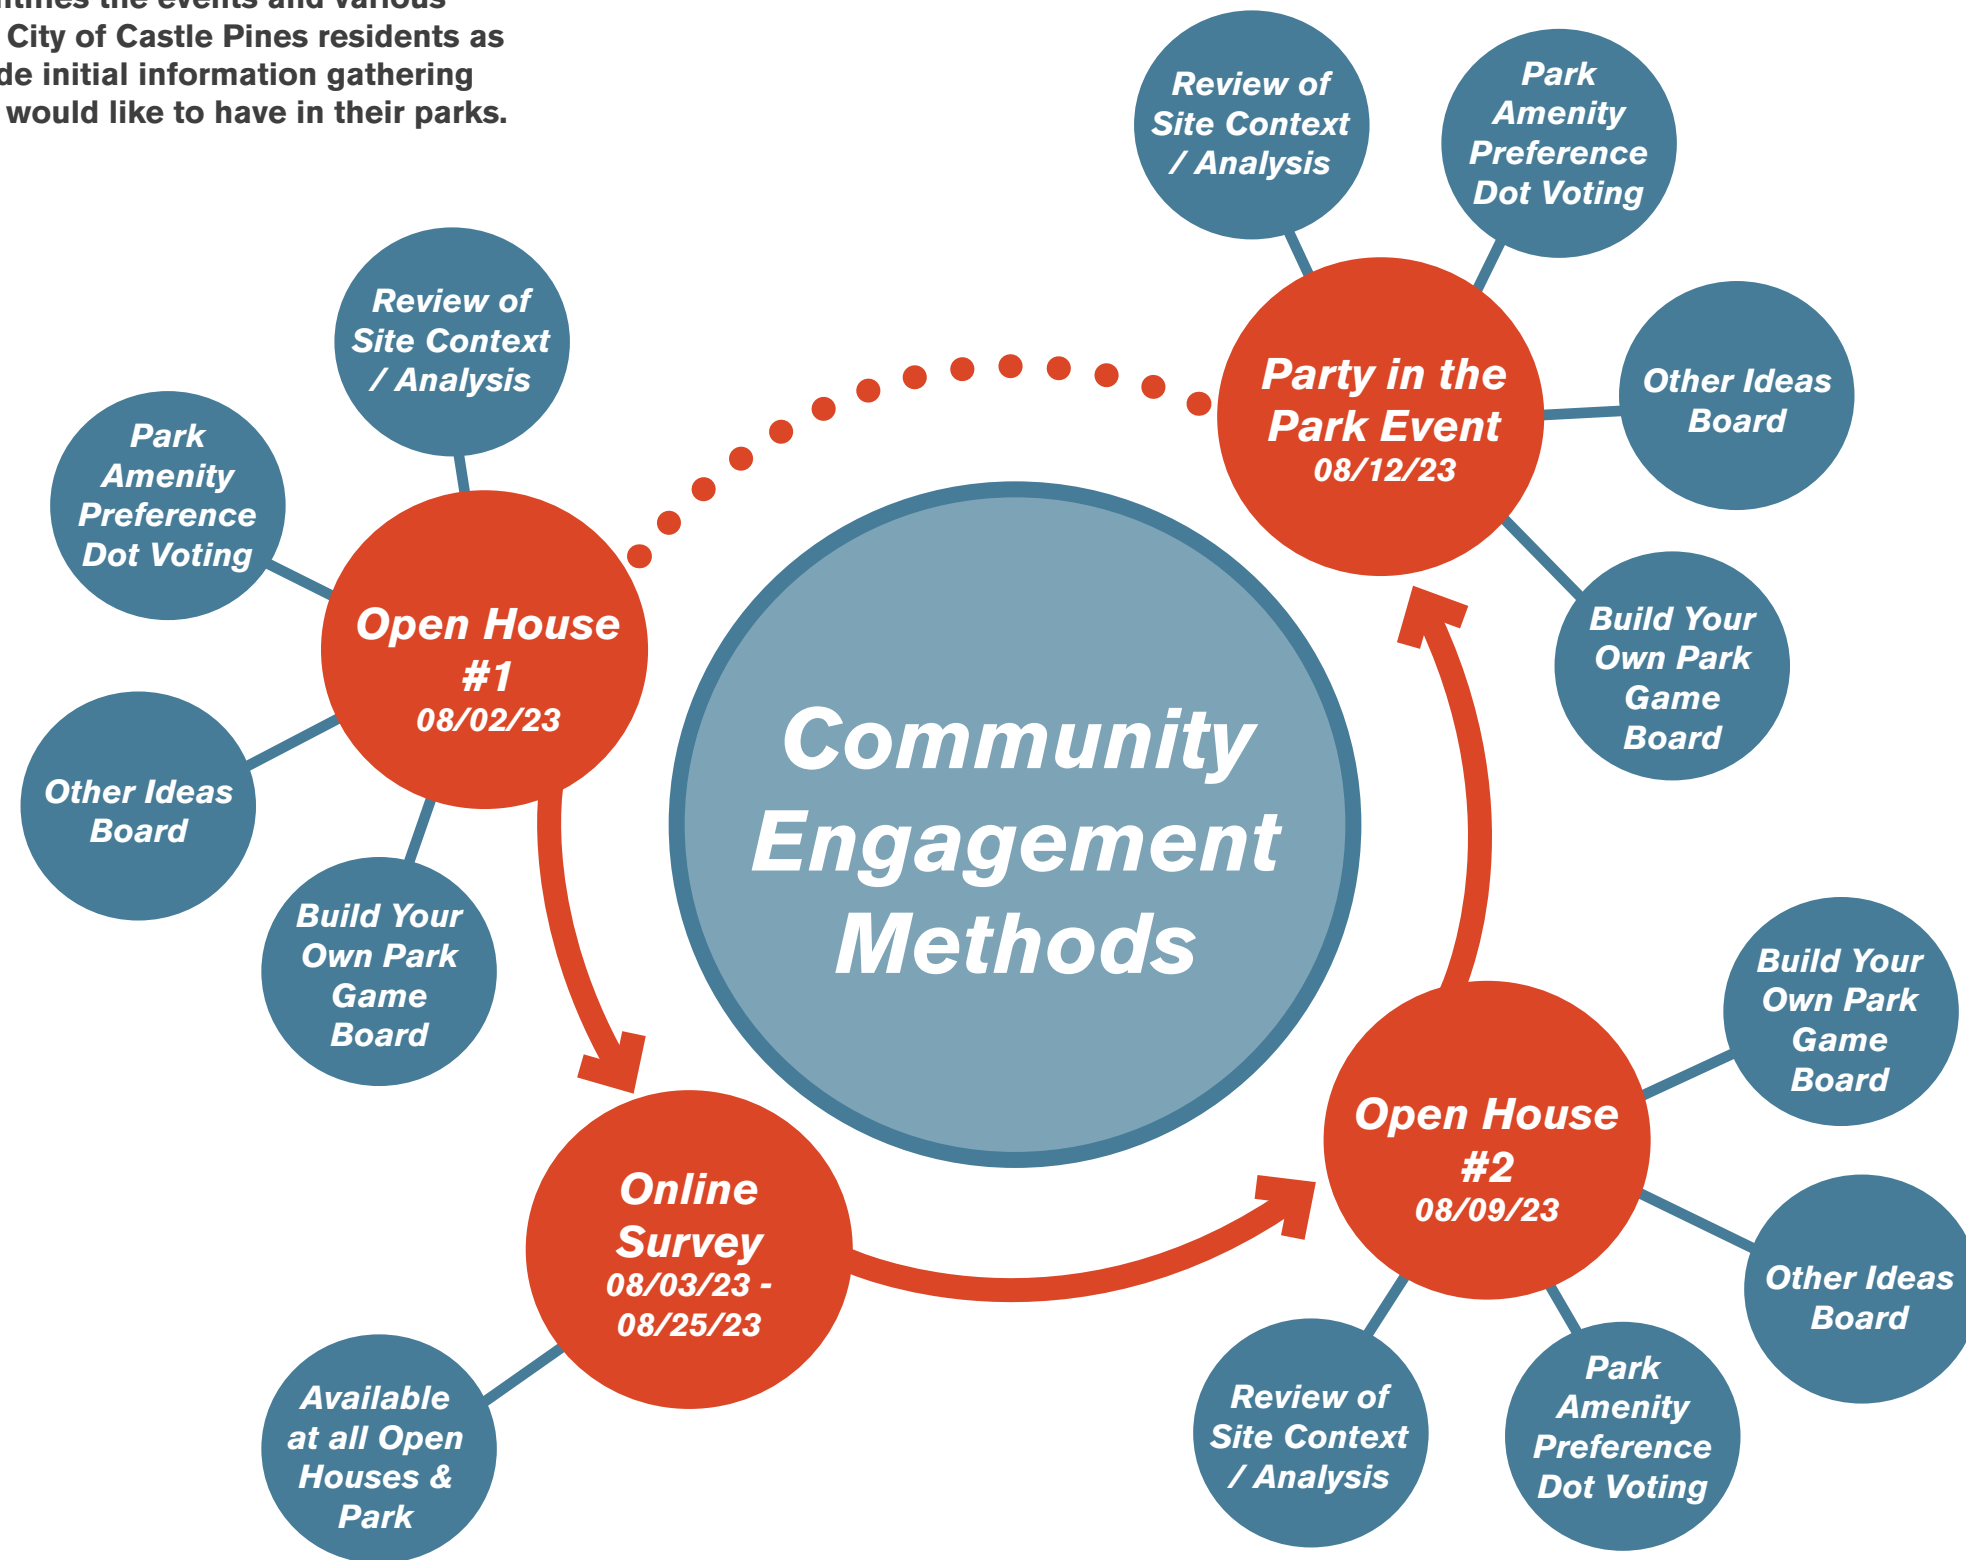 the events and various
City of Castle Pines residents as
initial information gathering
would like to have in their parks.
Review of
Site Context
/ Analysis
Park
Amenity
Preference
Dot Voting
Other Ideas
Board
Build Your
Own Park
Game
Board
Open House
#1
08/02/23
Review of
Site Context
/ Analysis
Park
Amenity
Preference
Dot Voting
Other Ideas
Board
Build Your
Own Park
Game
Board
Party in the
Park Event
08/12/23
Community
Engagement
Methods
Online
Survey
08/03/23 -
08/25/23
Available
at all Open
Houses &
Park
Open House
#2
08/09/23
Build Your
Own Park
Game
Board
Other Ideas
Board
Park
Amenity
Preference
Dot Voting
Review of
Site Context
/ Analysis